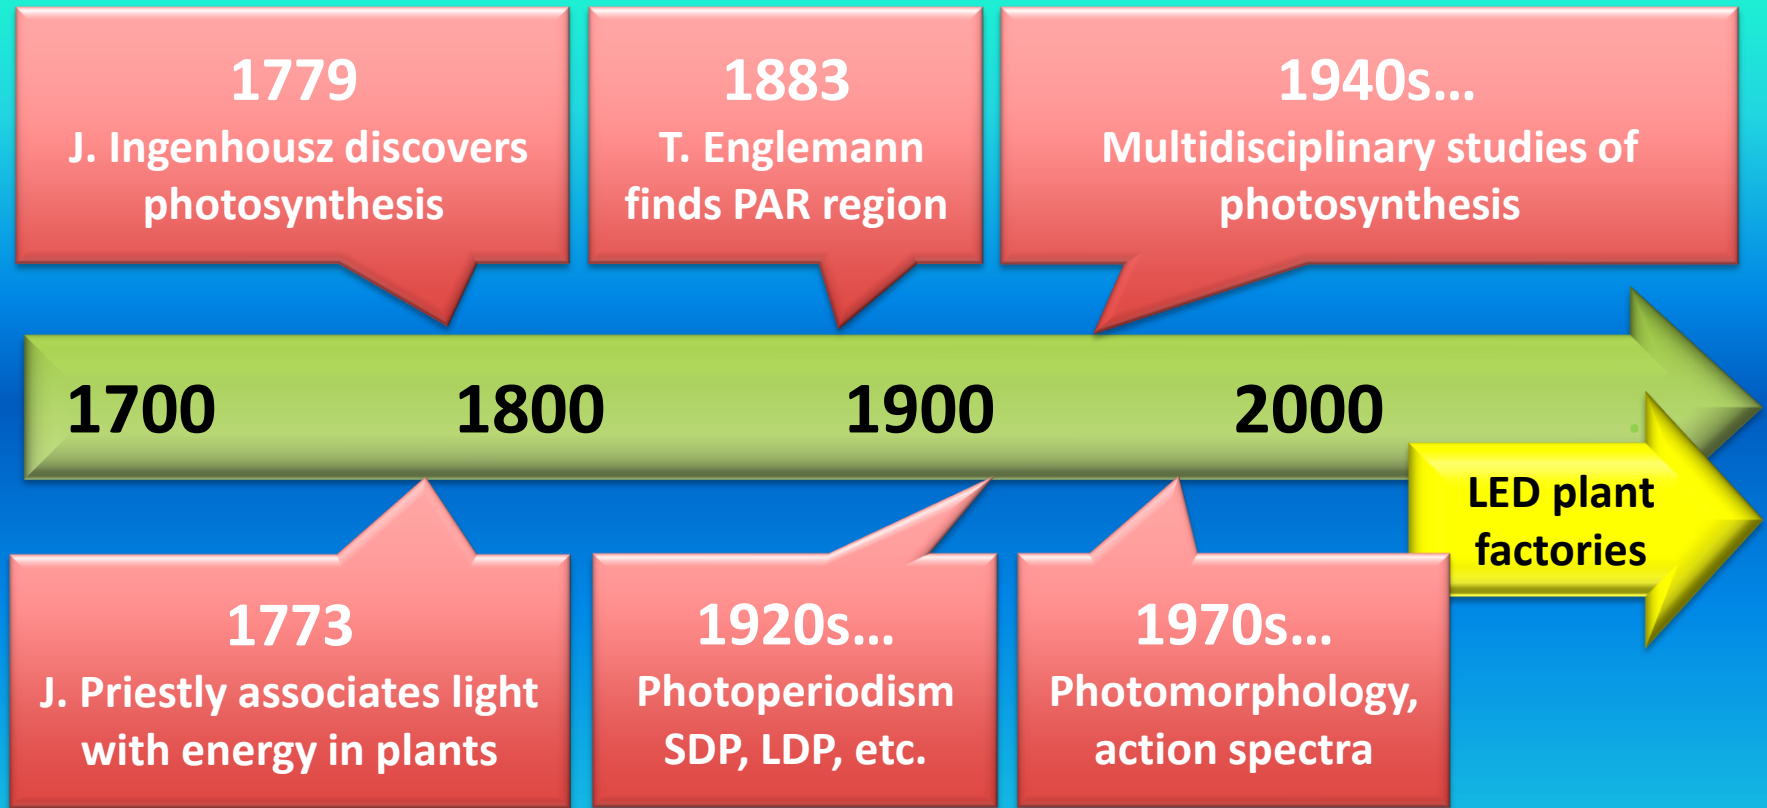 1779
J. Ingenhousz discovers
photosynthesis
1883
T. Englemann
finds PAR region
1940s...
Multidisciplinary studies of
photosynthesis
1700 1800 1900 2000 .
LED plant
factories
1773
J. Priestly associates light
with energy in plants
1920s...
Photoperiodism
SDP, LDP, etc.
1970s...
Photomorphology,
action spectra